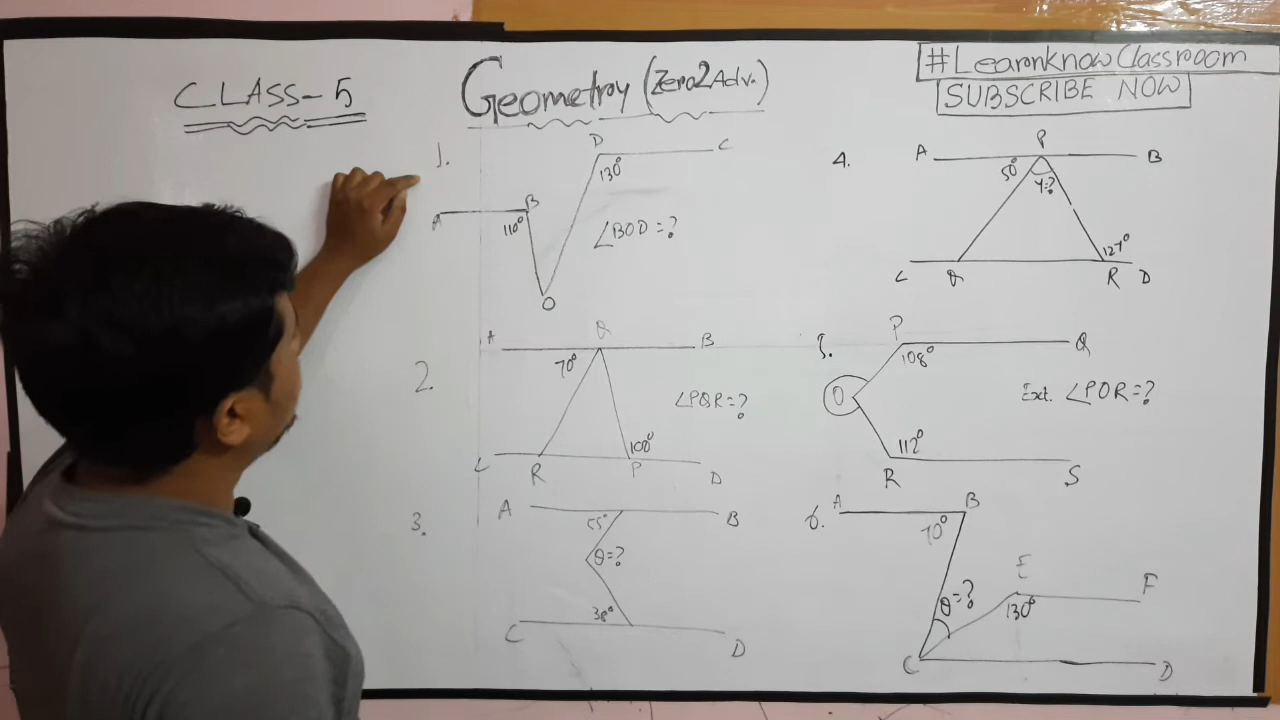 CLASS-5
Geometry (Zero2Adv.)
#LearnknowClassroom
SUBSCRIBE NOW
1.
D
C
130°
A
B
110°
∠BOD=?
O
2.
A
Q
B
70°
∠PQR=?
100°
C
R
P
D
3.
A
B
55°
θ=?
38°
C
D
4.
A
P
B
50°
y=?
127°
C
Q
R
D
5.
P
Q
108°
O
Ext. ∠POR=?
112°
R
S
6.
A
B
70°
E
F
θ=?
130°
C
D